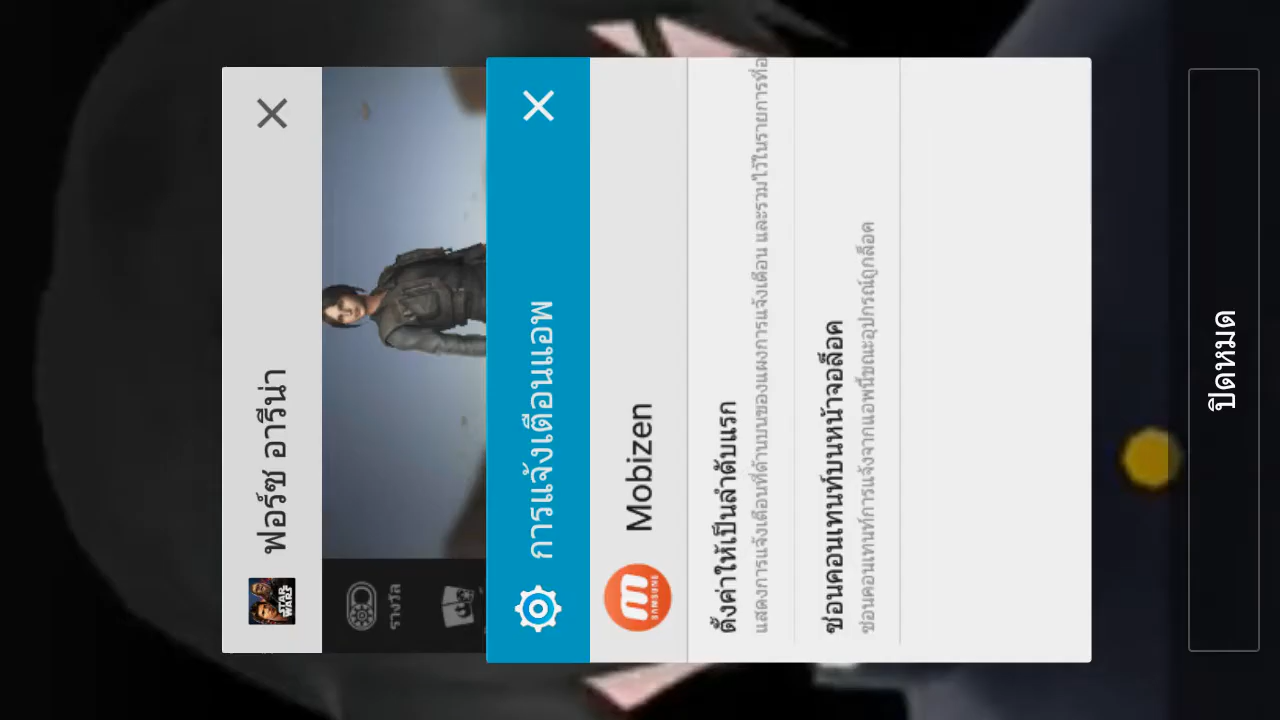 ฟอร์ซ อารีน่า
STAR WARS
รางวัล
การแจ้งเตือนแอพ
Mobizen
m
SAMSUNG
ตั้งค่าให้เป็นลำดับแรก
แสดงการแจ้งเตือนที่ด้านบนของแผงการแจ้งเตือน และรวมไว้ในรายการที่อ
ซ่อนคอนเทนท์บนหน้าจอล็อค
ซ่อนคอนเทนท์การแจ้งจากแอพนี้ขณะอุปกรณ์ถูกล็อค
ปิดหมด